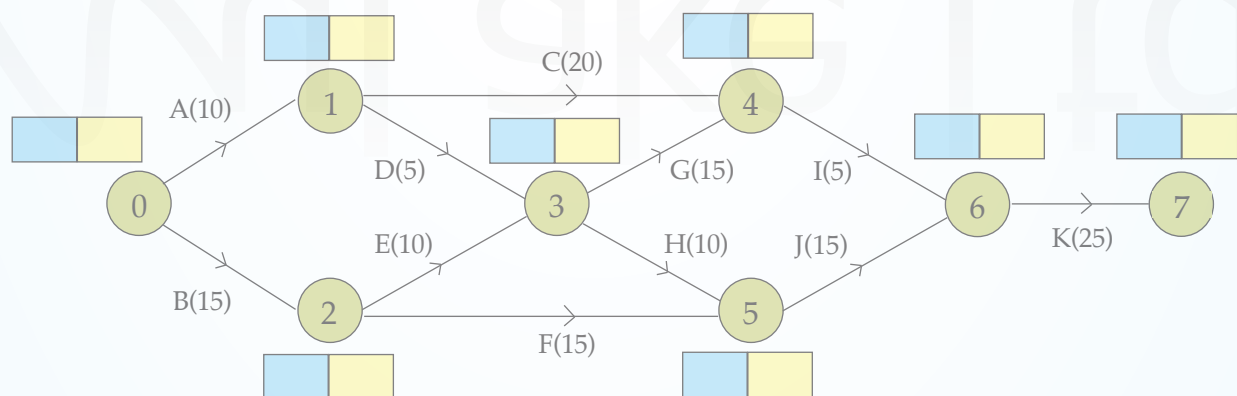 C(20)
1
4
A(10)
D(5)
G(15)
I(5)
0
3
6
7
E(10)
H(10)
J(15)
K(25)
B(15)
2
5
F(15)